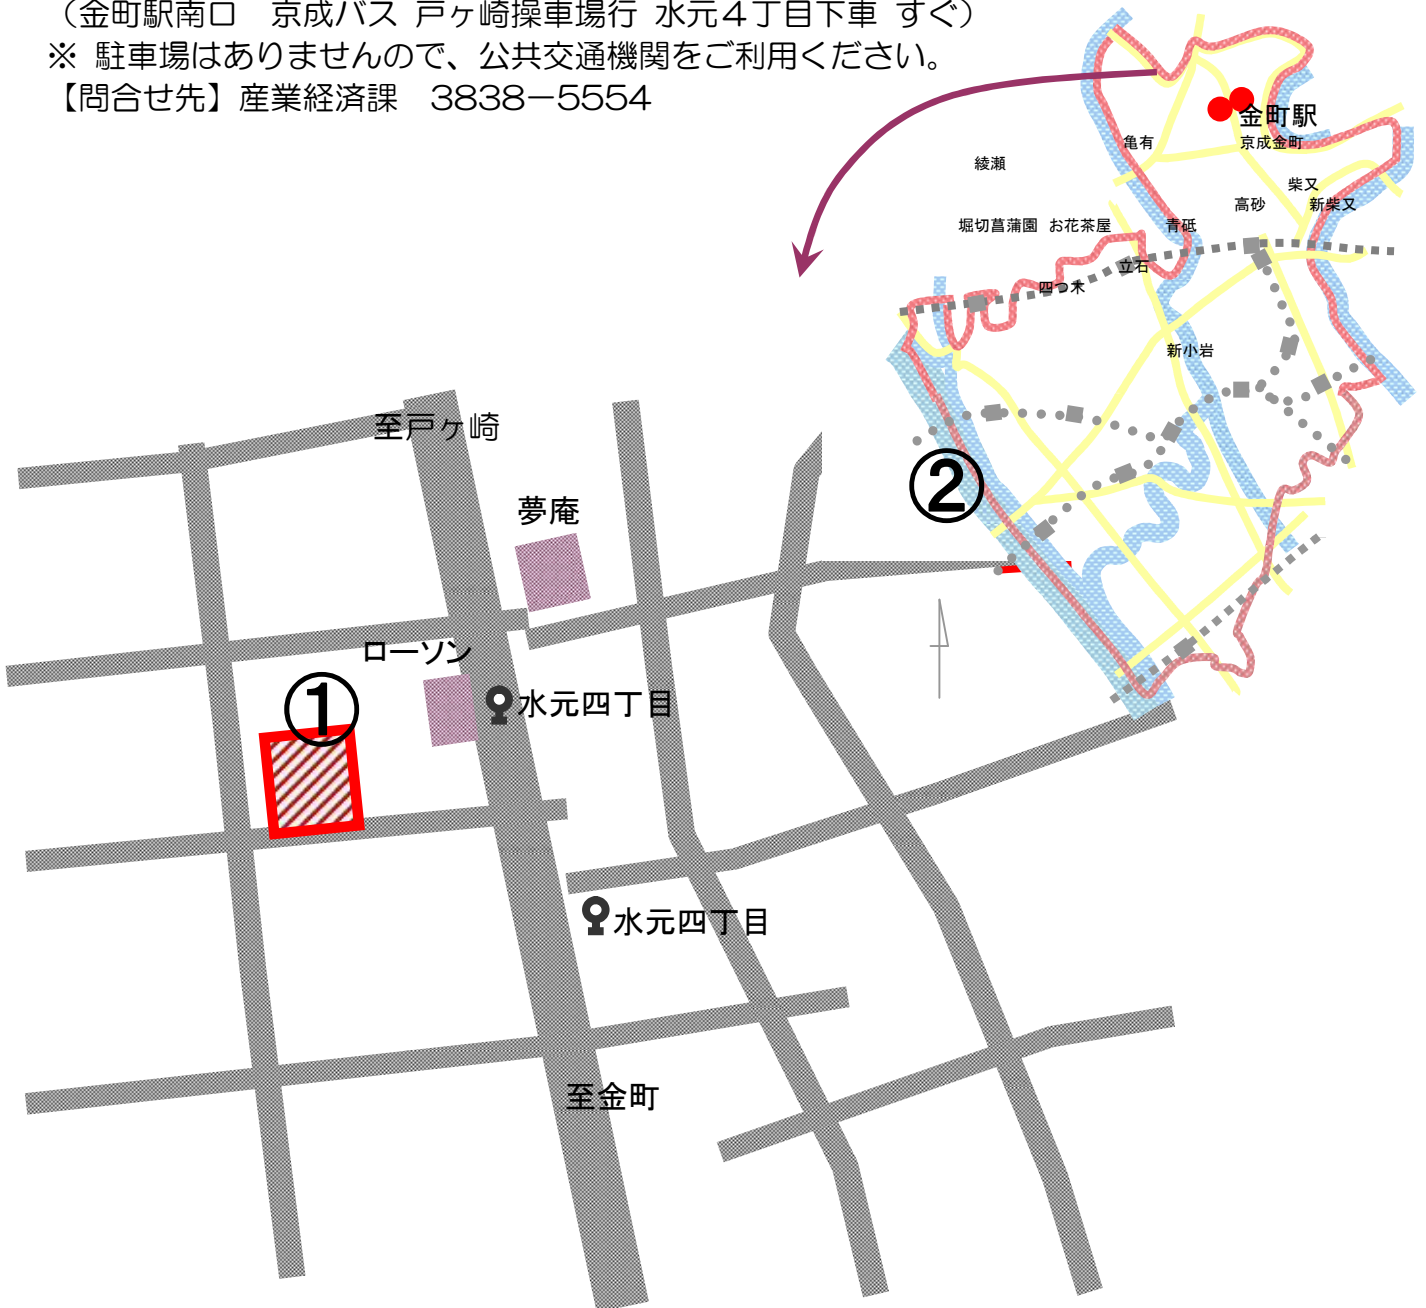 （金町駅南口　京成バス 戸ヶ崎操車場行 水元４丁目下車 すぐ）
※ 駐車場はありませんので、公共交通機関をご利用ください。
【問合せ先】産業経済課　3838－5554
金町駅
亀有
京成金町
綾瀬
柴又
高砂
新柴又
堀切菖蒲園
お花茶屋
青砥
立石
四つ木
新小岩
至戸ヶ崎
②
夢庵
ローソン
①
水元四丁目
水元四丁目
至金町